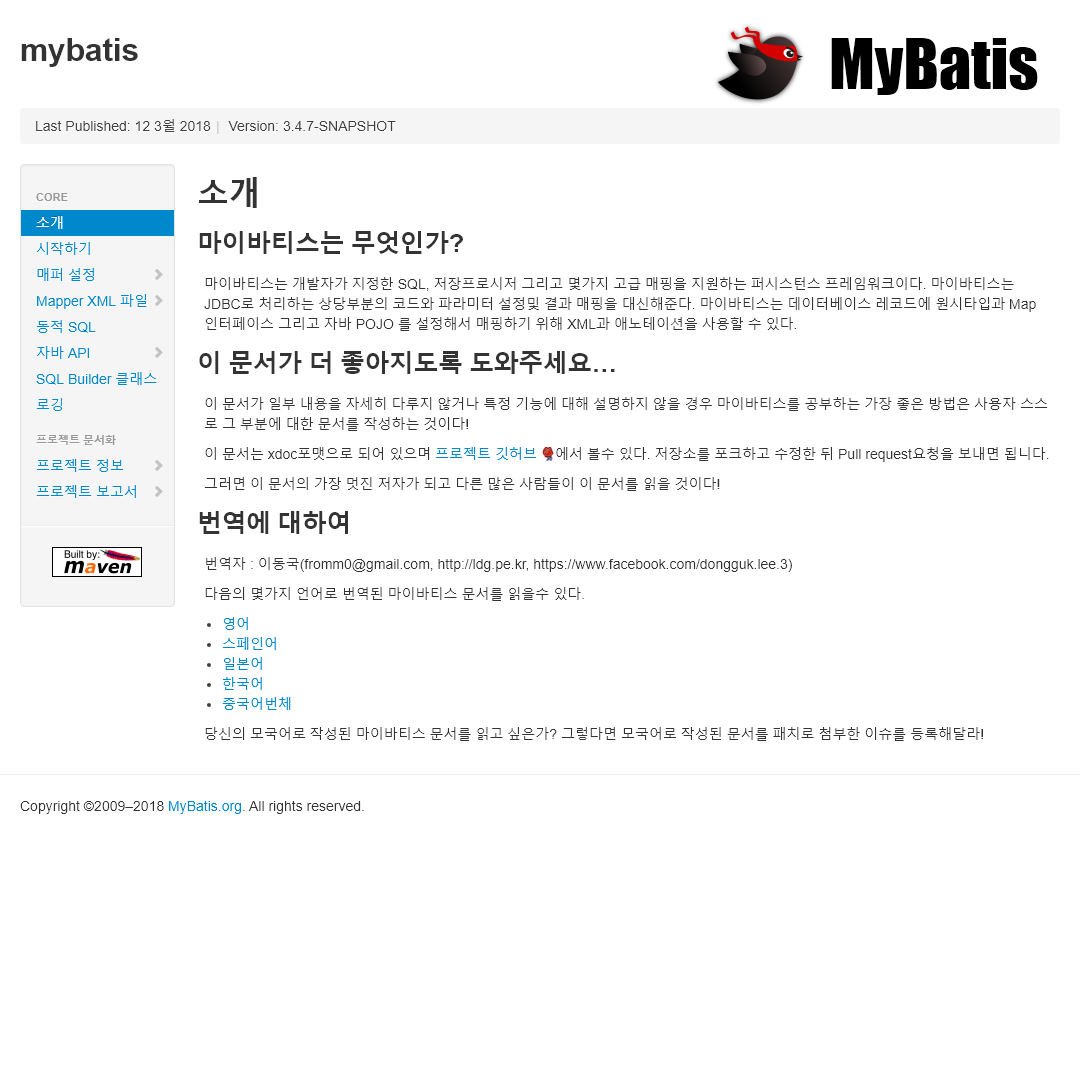 mybatis
MyBatis
Last Published: 12 3월 2018 | Version: 3.4.7-SNAPSHOT
CORE
소개
시작하기
매퍼 설정
Mapper XML 파일
동적 SQL
자바 API
SQL Builder 클래스
로깅
프로젝트 문서화
프로젝트 정보
프로젝트 보고서
Built by:
maven
소개
마이바티스는 무엇인가?
마이바티스는 개발자가 지정한 SQL, 저장프로시저 그리고 몇가지 고급 매핑을 지원하는 퍼시스턴스 프레임워크이다. 마이바티스는
JDBC로 처리하는 상당부분의 코드와 파라미터 설정및 결과 매핑을 대신해준다. 마이바티스는 데이터베이스 레코드에 원시타입과 Map
인터페이스 그리고 자바 POJO 를 설정해서 매핑하기 위해 XML과 애노테이션을 사용할 수 있다.
이 문서가 더 좋아지도록 도와주세요…
이 문서가 일부 내용을 자세히 다루지 않거나 특정 기능에 대해 설명하지 않을 경우 마이바티스를 공부하는 가장 좋은 방법은 사용자 스스
로 그 부분에 대한 문서를 작성하는 것이다!
이 문서는 xdoc포맷으로 되어 있으며 프로젝트 깃허브 에서 볼수 있다. 저장소를 포크하고 수정한 뒤 Pull request요청을 보내면 됩니다.
그러면 이 문서의 가장 멋진 저자가 되고 다른 많은 사람들이 이 문서를 읽을 것이다!
번역에 대하여
번역자 : 이동국(fromm0@gmail.com, http://ldg.pe.kr, https://www.facebook.com/dongguk.lee.3)
다음의 몇가지 언어로 번역된 마이바티스 문서를 읽을수 있다.
• 영어
• 스페인어
• 일본어
• 한국어
• 중국어번체
당신의 모국어로 작성된 마이바티스 문서를 읽고 싶은가? 그렇다면 모국어로 작성된 문서를 패치로 첨부한 이슈를 등록해달라!
Copyright ©2009–2018 MyBatis.org. All rights reserved.